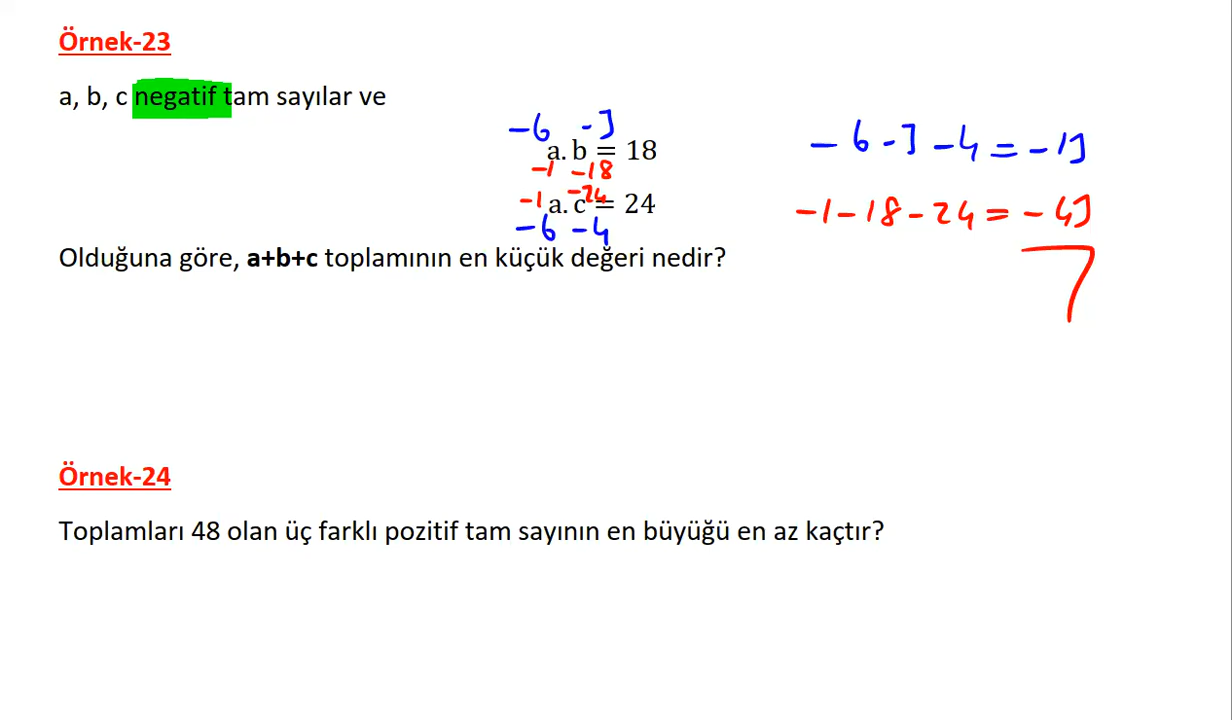 Örnek-23
a, b, c negatif tam sayılar ve
-6 -3
a. b = 18
-1 -18
-1 -24
a. c = 24
-6 -4
-6 -3 -4 = -13
-1 -18 -24 = -43
Olduğuna göre, a+b+c toplamının en küçük değeri nedir?
Örnek-24
Toplamları 48 olan üç farklı pozitif tam sayının en büyüğü en az kaçtır?